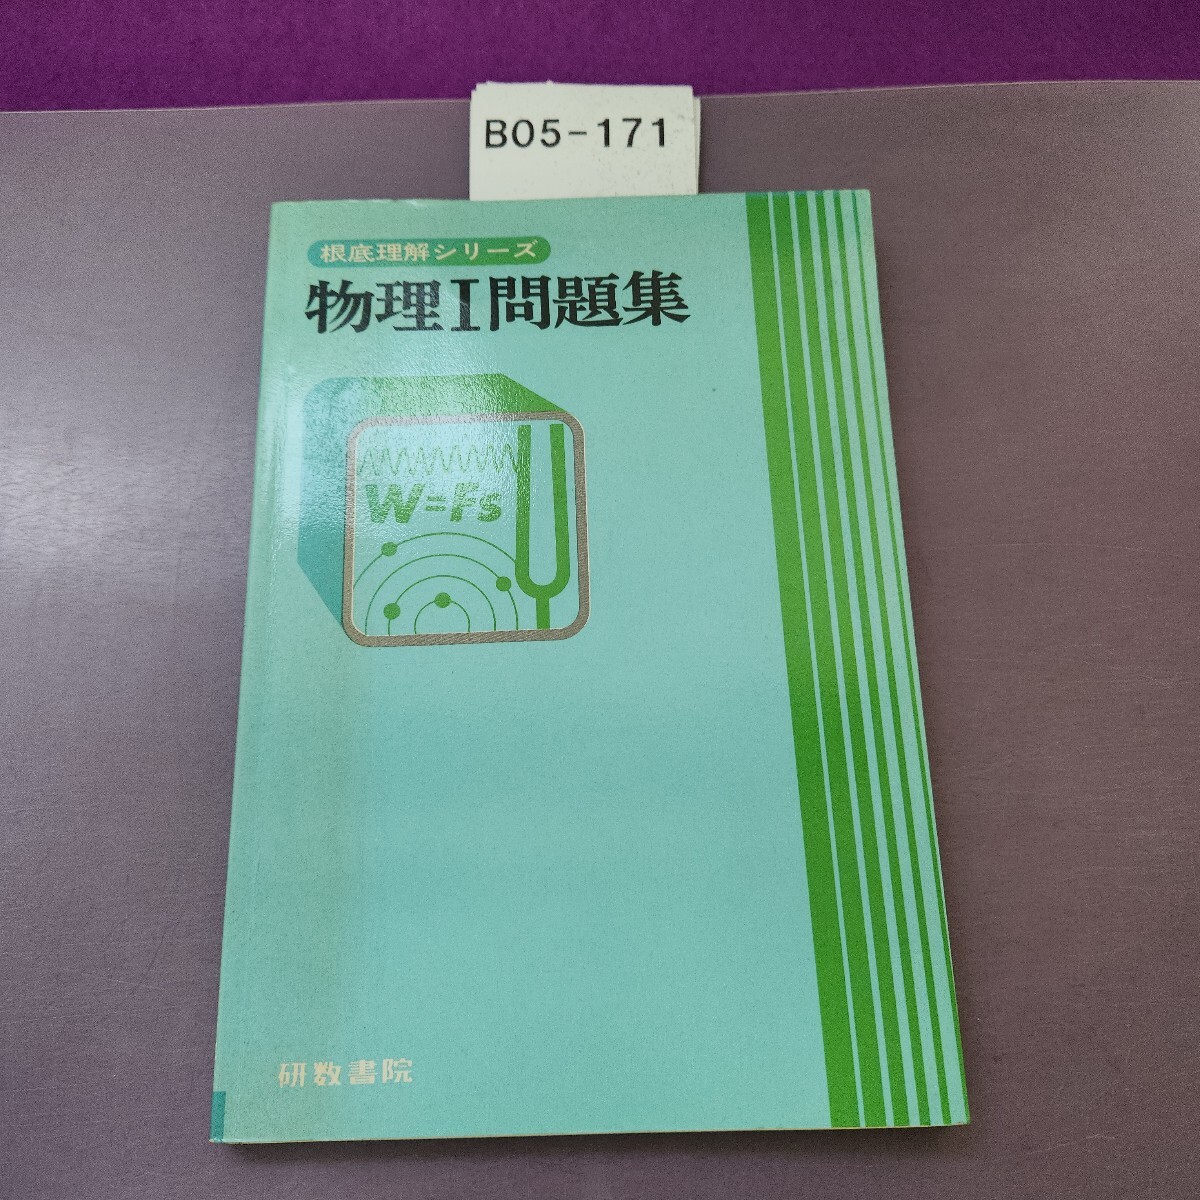 B05-171
根底理解シリーズ
物理I問題集
W=Fs
研数書院